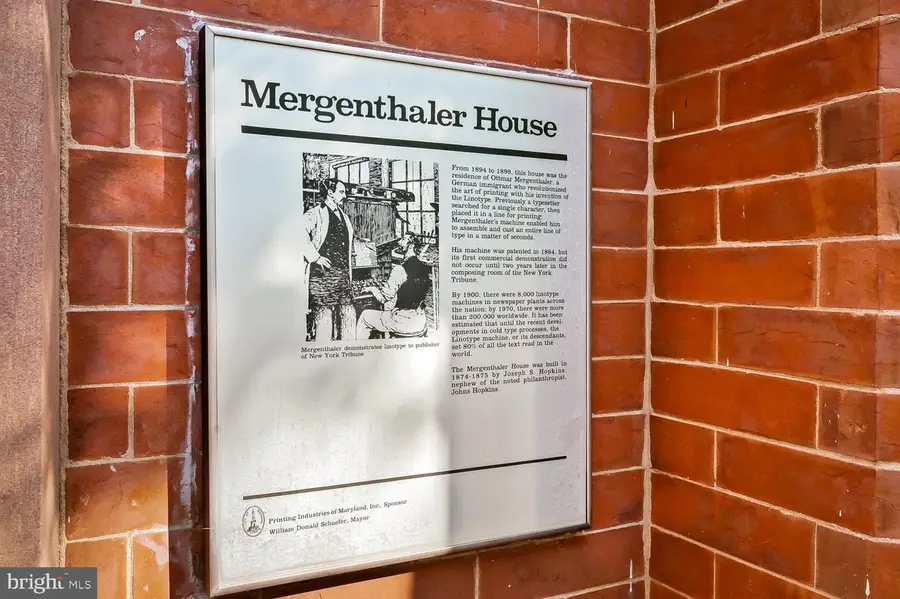 Mergenthaler House
From 1894 to 1899, this house was the
residence of Ottmar Mergenthaler, a
German immigrant who revolutionized
the art of printing with his invention of
the Linotype. Previously a typesetter
searched for a single character, then
placed it in a line for printing;
Mergenthaler's machine enabled him
to assemble and cast an entire line of
type in a matter of seconds.
His machine was patented in 1884, but
its first commercial demonstration did
not occur until two years later in the
composing room of the New York
Tribune.
By 1900, there were 8,000 linotype
machines in newspaper plants across
the nation; by 1970, there were more
than 200,000 worldwide. It has been
estimated that until the recent devel-
opments in cold type processes, the
Linotype machine, or its descendants,
set 80% of all the text read in the
world.
The Mergenthaler House was built in
1874-1875 by Joseph S. Hopkins,
nephew of the noted philanthropist,
Johns Hopkins.
Mergenthaler demonstrates linotype to publisher
of New York Tribune
Printing Industries of Maryland, Inc., Sponsor
William Donald Schaefer, Mayor
bright MLS